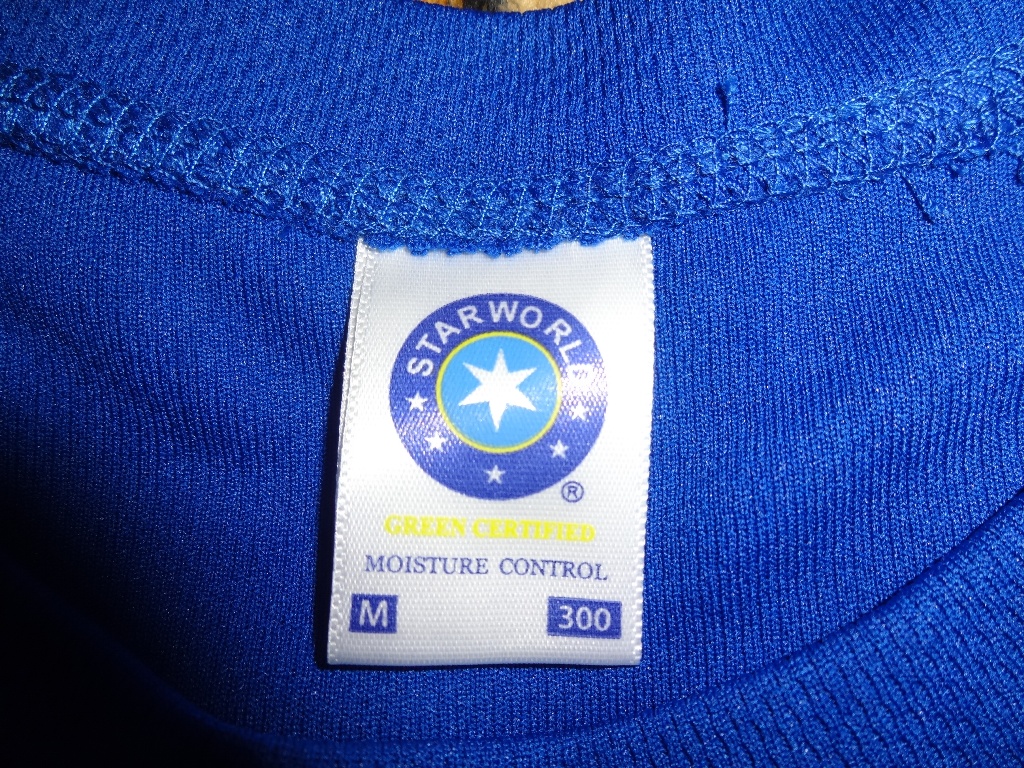 STARWORLD
®
GREEN CERTIFIED
MOISTURE CONTROL
M 300